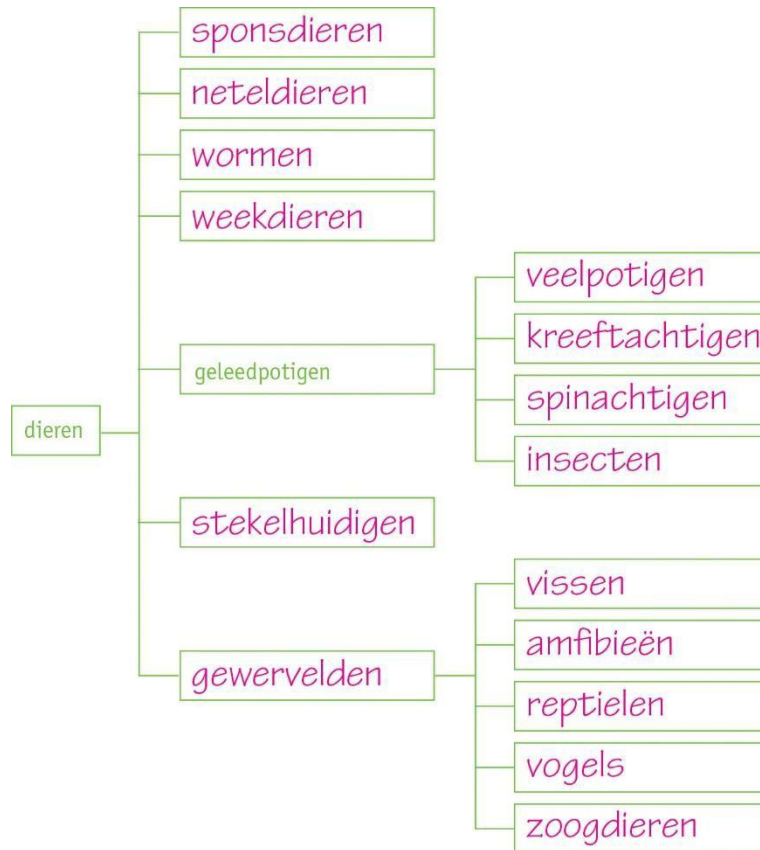 sponsdieren
neteldieren
wormen
weekdieren
veelpotigen
kreeftachtigen
geleedpotigen
spinachtigen
dieren
insecten
stekelhuidigen
vissen
amfibieën
gewervelden
reptielen
vogels
zoogdieren